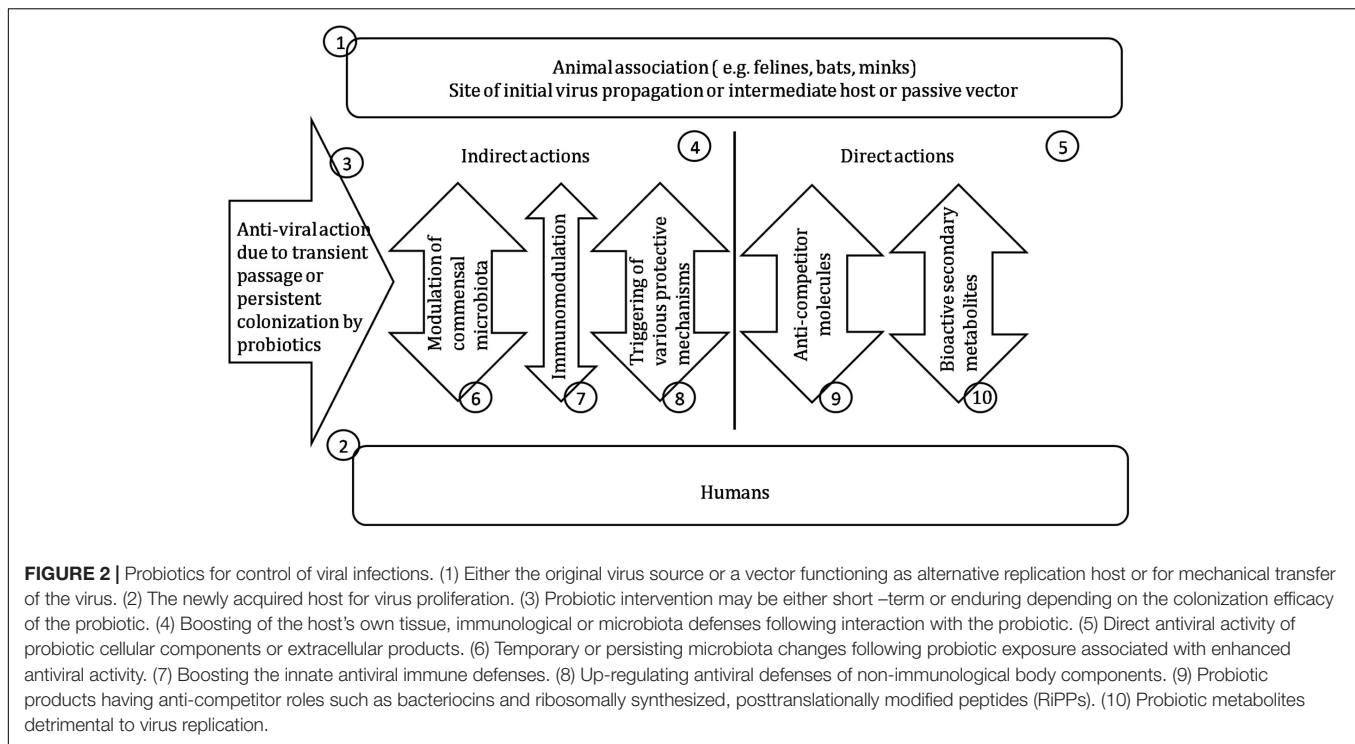 1
Animal association ( e.g. felines, bats, minks)
Site of initial virus propagation or intermediate host or passive vector
3
Indirect actions
4
Direct actions
5
Anti-viral action
due to transient
passage or
persistent
colonization by
probiotics
Modulation of
commensal
microbiota
Immunomodulation
Triggering of
various protective
mechanisms
Anti-competitor
molecules
Bioactive secondary
metabolites
6
7
8
9
10
2
Humans
FIGURE 2 | Probiotics for control of viral infections. (1) Either the original virus source or a vector functioning as alternative replication host or for mechanical transfer
of the virus. (2) The newly acquired host for virus proliferation. (3) Probiotic intervention may be either short –term or enduring depending on the colonization efficacy
of the probiotic. (4) Boosting of the host's own tissue, immunological or microbiota defenses following interaction with the probiotic. (5) Direct antiviral activity of
probiotic cellular components or extracellular products. (6) Temporary or persisting microbiota changes following probiotic exposure associated with enhanced
antiviral activity. (7) Boosting the innate antiviral immune defenses. (8) Up-regulating antiviral defenses of non-immunological body components. (9) Probiotic
products having anti-competitor roles such as bacteriocins and ribosomally synthesized, posttranslationally modified peptides (RiPPs). (10) Probiotic metabolites
detrimental to virus replication.